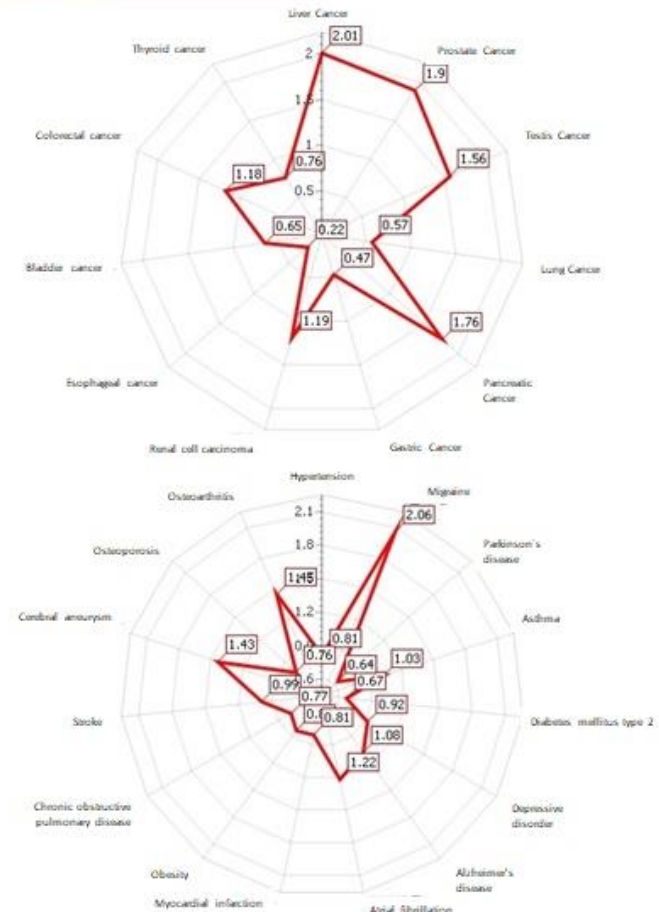 Liver Cancer
2.01
Thyroid cancer
Prostate Cancer
2
1.9
1.5
Colorectal cancer
Testis Cancer
1
1.56
0.76
1.18
0.5
0.65
0.22
0.57
0.47
Bladder cancer
Lung Cancer
1.19
1.76
Esophageal cancer
Pancreatic
Cancer
Renal cell carcinoma
Gastric Cancer
Hypertension
Osteoarthritis
Migraine
2.1
2.06
Osteoporosis
1.8
Parkinson's
disease
1.2
Cerebral aneurysm
Asthma
1.43
0.81
0.76
0.64
1.03
0.99
0.67
0.77
0.92
0.81
Stroke
Diabetes mellitus type 2
1.08
1.22
Chronic obstructive
pulmonary disease
Depressive
disorder
Obesity
Alzheimer's
disease
Myocardial infarction
Atrial fibrillation